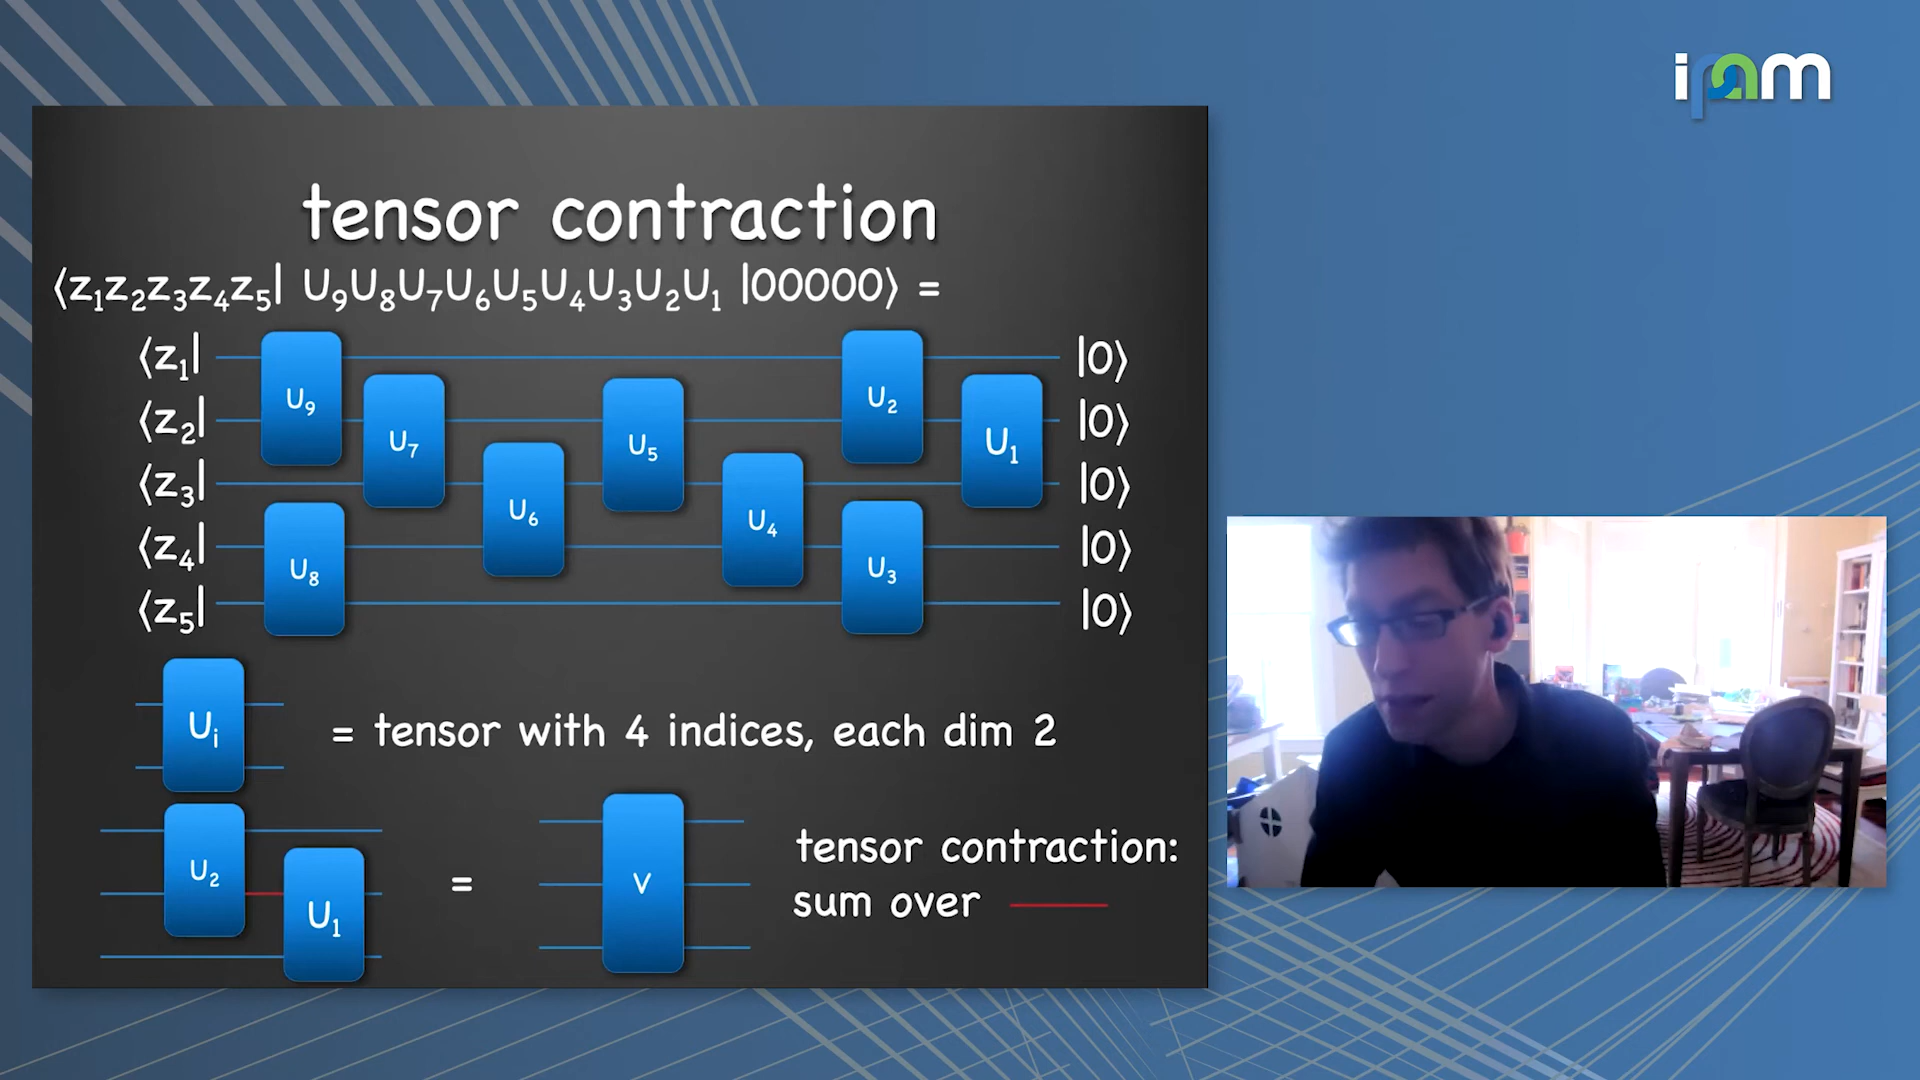 ipam
tensor contraction
⟨z₁z₂z₃z₄z₅| U₉U₈U₇U₆U₅U₄U₃U₂U₁ |00000⟩ =
⟨z₁| U₉ U₂ |0⟩
⟨z₂| U₇ U₅ U₁ |0⟩
⟨z₃| U₆ U₄ |0⟩
⟨z₄| U₈ U₃ |0⟩
⟨z₅| |0⟩
Uᵢ = tensor with 4 indices, each dim 2
U₂ U₁ = V
tensor contraction:
sum over